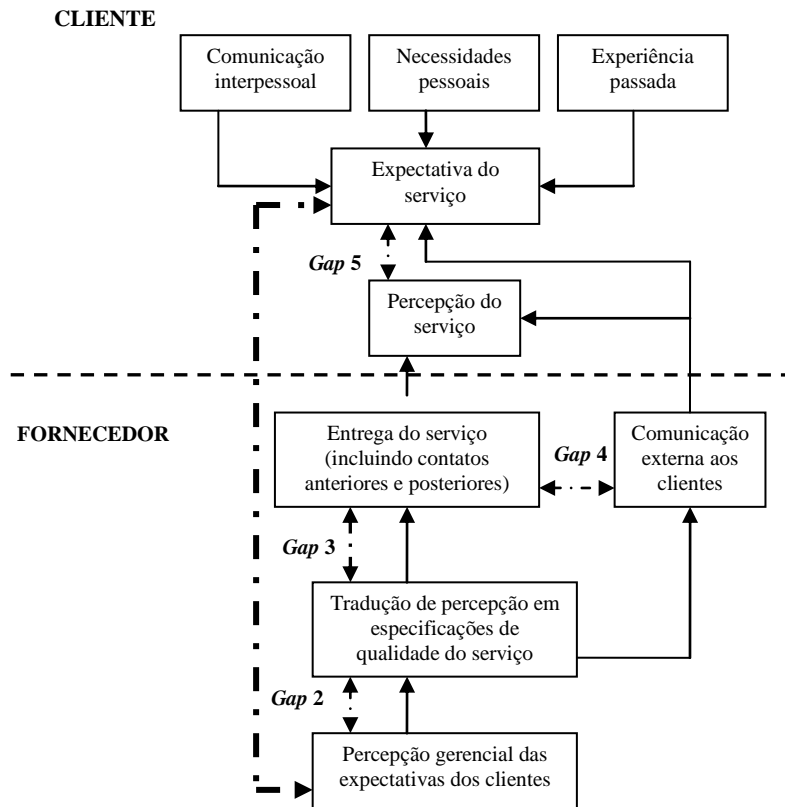 CLIENTE
Comunicação
interpessoal
Necessidades
pessoais
Experiência
passada
Expectativa do
serviço
Gap 5
Percepção do
serviço
FORNECEDOR
Entrega do serviço
(incluindo contatos
anteriores e posteriores)
Gap 4
Comunicação
externa aos
clientes
Gap 3
Tradução de percepção em
especificações de
qualidade do serviço
Gap 2
Percepção gerencial das
expectativas dos clientes